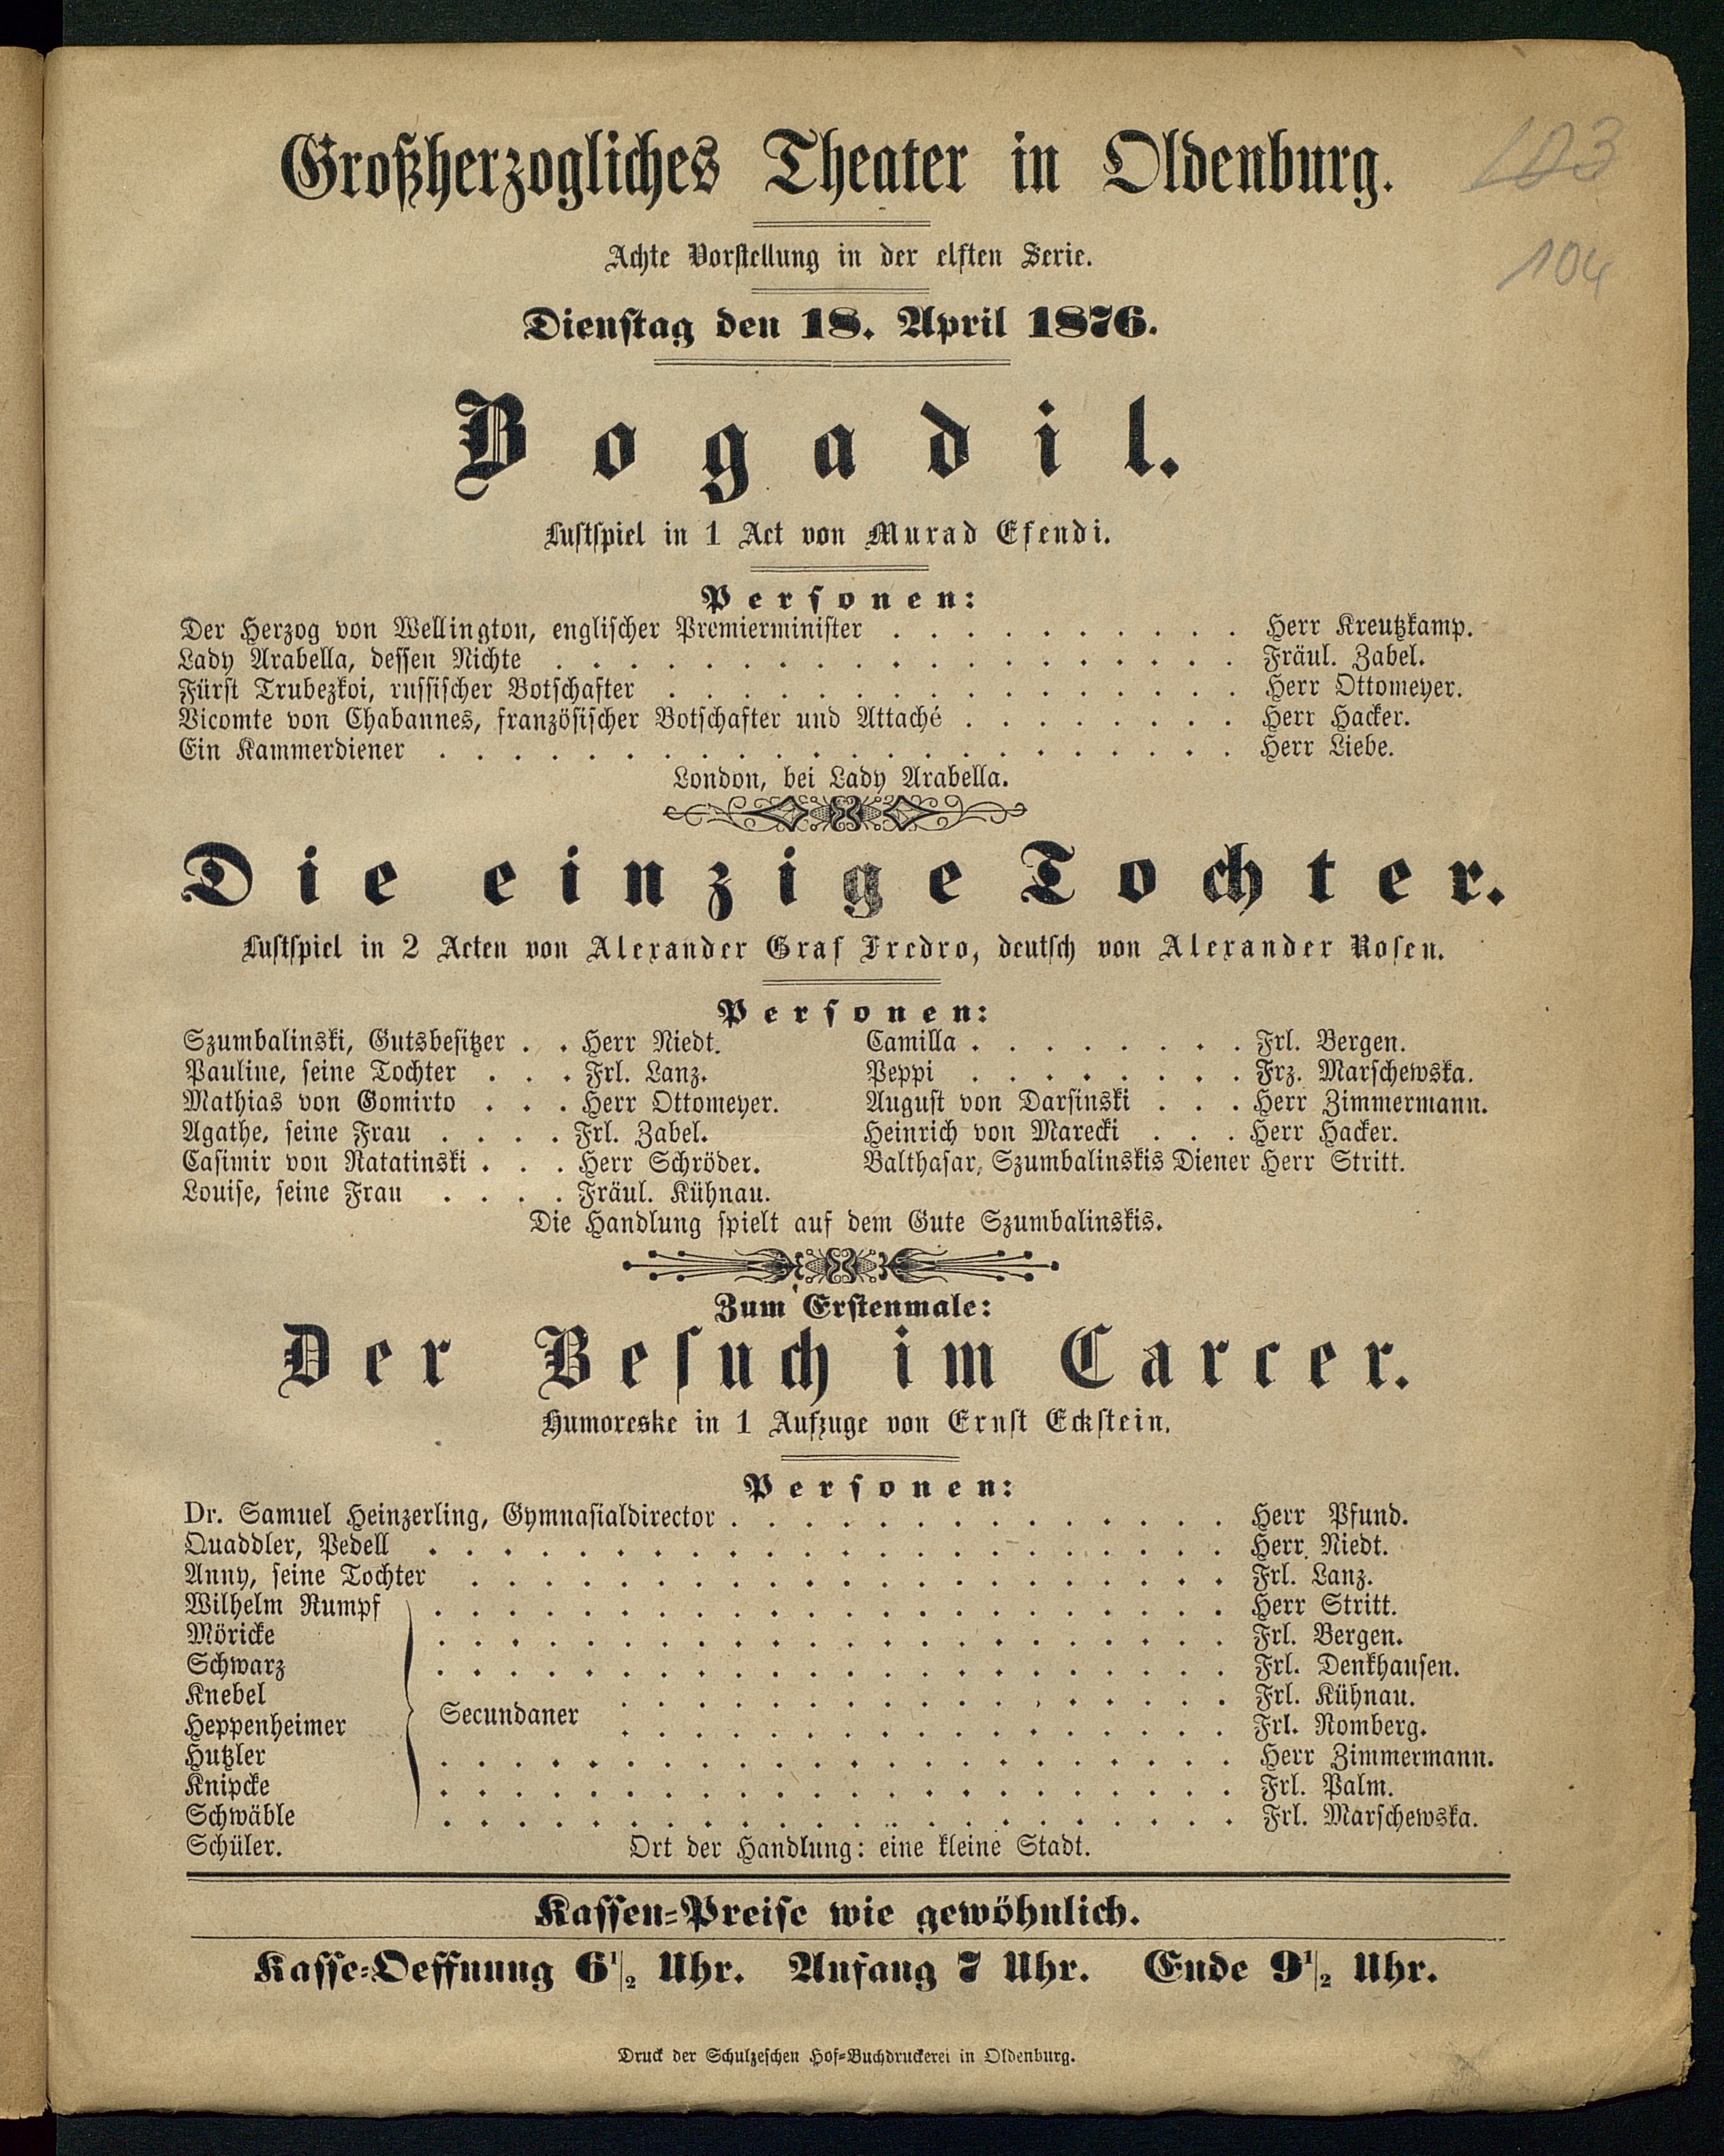 Großherzogliches Theater in Oldenburg.
103
Achte Vorstellung in der elften Serie.
104
Dienstag den 18. April 1876.
Bogadil.
Lustspiel in 1 Act von Murad Efendi.
Personen:
Der Herzog von Wellington, englischer Premierminister . . . . . . . . . . Herr Kreutzkamp.
Lady Arabella, dessen Nichte . . . . . . . . . . . . . . . . . . . Fräul. Zabel.
Fürst Trubezkoi, russischer Botschafter . . . . . . . . . . . . . . . . Herr Ottomeyer.
Vicomte von Chabannes, französischer Botschafter und Attaché . . . . . . . . Herr Hacker.
Ein Kammerdiener . . . . . . . . . . . . . . . . . . . . . . Herr Liebe.
London, bei Lady Arabella.
Die einzige Tochter.
Lustspiel in 2 Acten von Alexander Graf Fredro, deutsch von Alexander Rosen.
Personen:
Szumbalinski, Gutsbesitzer . . Herr Niedt.
Pauline, seine Tochter . . . Frl. Lanz.
Mathias von Gomirto . . . Herr Ottomeyer.
Agathe, seine Frau . . . . Frl. Zabel.
Casimir von Natatinski . . . Herr Schröder.
Louise, seine Frau . . . . Fräul. Kühnau.
Camilla . . . . . . . . Frl. Bergen.
Peppi . . . . . . . . Frz. Marschewska.
August von Darsinski . . . Herr Zimmermann.
Heinrich von Marecki . . . Herr Hacker.
Balthasar, Szumbalinskis Diener Herr Stritt.
Die Handlung spielt auf dem Gute Szumbalinskis.
Zum Erstenmale:
Der Besuch im Carcer.
Humoreske in 1 Aufzuge von Ernst Eckstein.
Personen:
Dr. Samuel Heinzerling, Gymnasialdirector . . . . . . . . . . . . . . Herr Pfund.
Quaddler, Pedell . . . . . . . . . . . . . . . . . . . . . . Herr Niedt.
Anny, seine Tochter . . . . . . . . . . . . . . . . . . . . . Frl. Lanz.
Wilhelm Rumpf . . . . . . . . . . . . . . . . . . . . . . Herr Stritt.
Möricke . . . . . . . . . . . . . . . . . . . . . . Frl. Bergen.
Schwarz . . . . . . . . . . . . . . . . . . . . . . Frl. Denkhausen.
Knebel . . . . . . . . . . . . . . . . . Frl. Kühnau.
Secundaner
Heppenheimer . . . . . . . . . . . . . . . . . Frl. Romberg.
Hutzler . . . . . . . . . . . . . . . . . . . . . . Herr Zimmermann.
Knipcke . . . . . . . . . . . . . . . . . . . . . . Frl. Palm.
Schwäble . . . . . . . . . . . . . . . . . . . . . . Frl. Marschewska.
Schüler. Ort der Handlung: eine kleine Stadt.
Kassen-Preise wie gewöhnlich.
Kasse-Oeffnung 6 1/2 Uhr. Anfang 7 Uhr. Ende 9 1/2 Uhr.
Druck der Schulzeschen Hof-Buchdruckerei in Oldenburg.